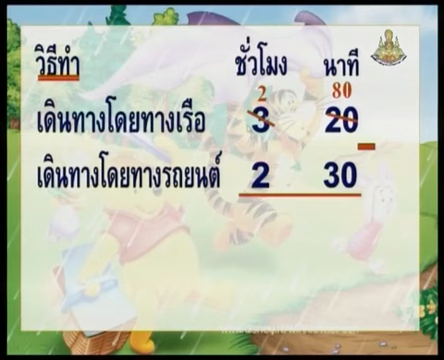 วิธีทำ ชั่วโมง นาที
2 80
เดินทางโดยทางเรือ 3 20
-
เดินทางโดยทางรถยนต์ 2 30